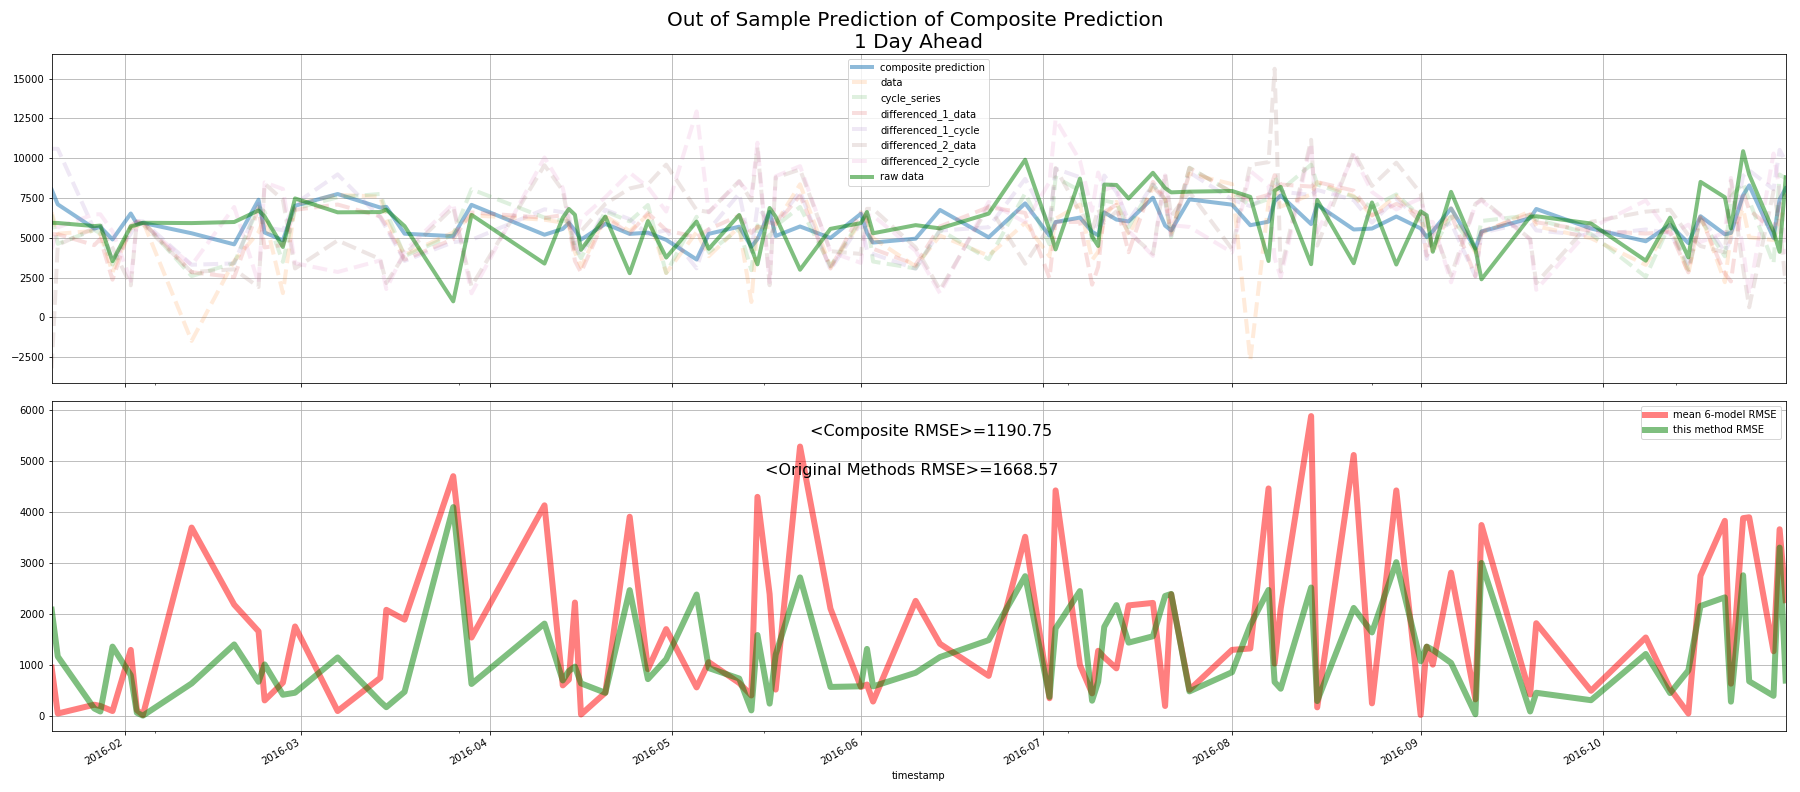 Out of Sample Prediction of Composite Prediction
1 Day Ahead
composite prediction
data
cycle_series
differenced_1_data
differenced_1_cycle
differenced_2_data
differenced_2_cycle
raw data
15000
12500
10000
7500
5000
2500
0
−2500
<Composite RMSE>=1190.75
<Original Methods RMSE>=1668.57
mean 6-model RMSE
this method RMSE
6000
5000
4000
3000
2000
1000
0
2016-02
2016-03
2016-04
2016-05
2016-06
2016-07
2016-08
2016-09
2016-10
timestamp